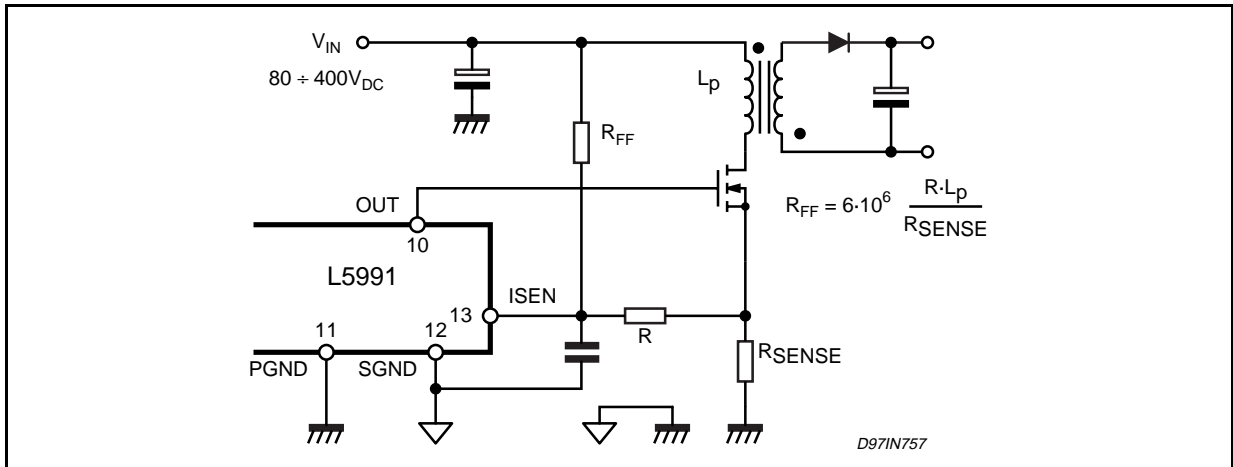 V_IN
80 ÷ 400V_DC
L_p
R_FF
OUT
10
R_FF = 6·10^6 R·L_p / R_SENSE
L5991
ISEN
13
11
12
R
PGND
SGND
R_SENSE
D97IN757